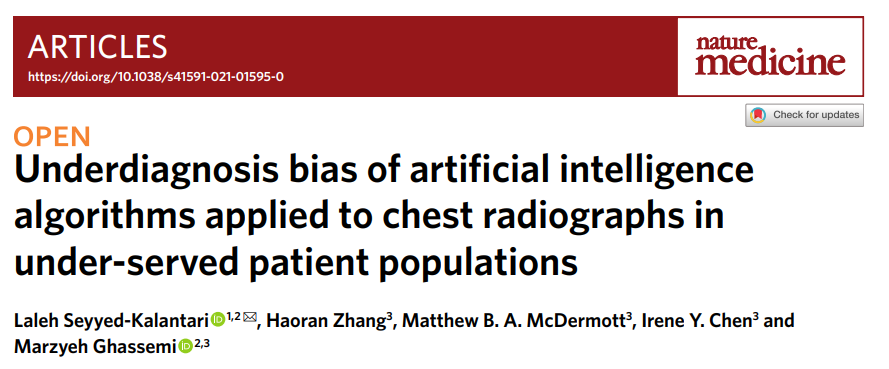 ARTICLES
https://doi.org/10.1038/s41591-021-01595-0
nature
medicine
Check for updates
OPEN
Underdiagnosis bias of artificial intelligence
algorithms applied to chest radiographs in
under-served patient populations
Laleh Seyyed-Kalantari iD 1,2 ✉, Haoran Zhang3, Matthew B. A. McDermott3, Irene Y. Chen3 and
Marzyeh Ghassemi iD 2,3